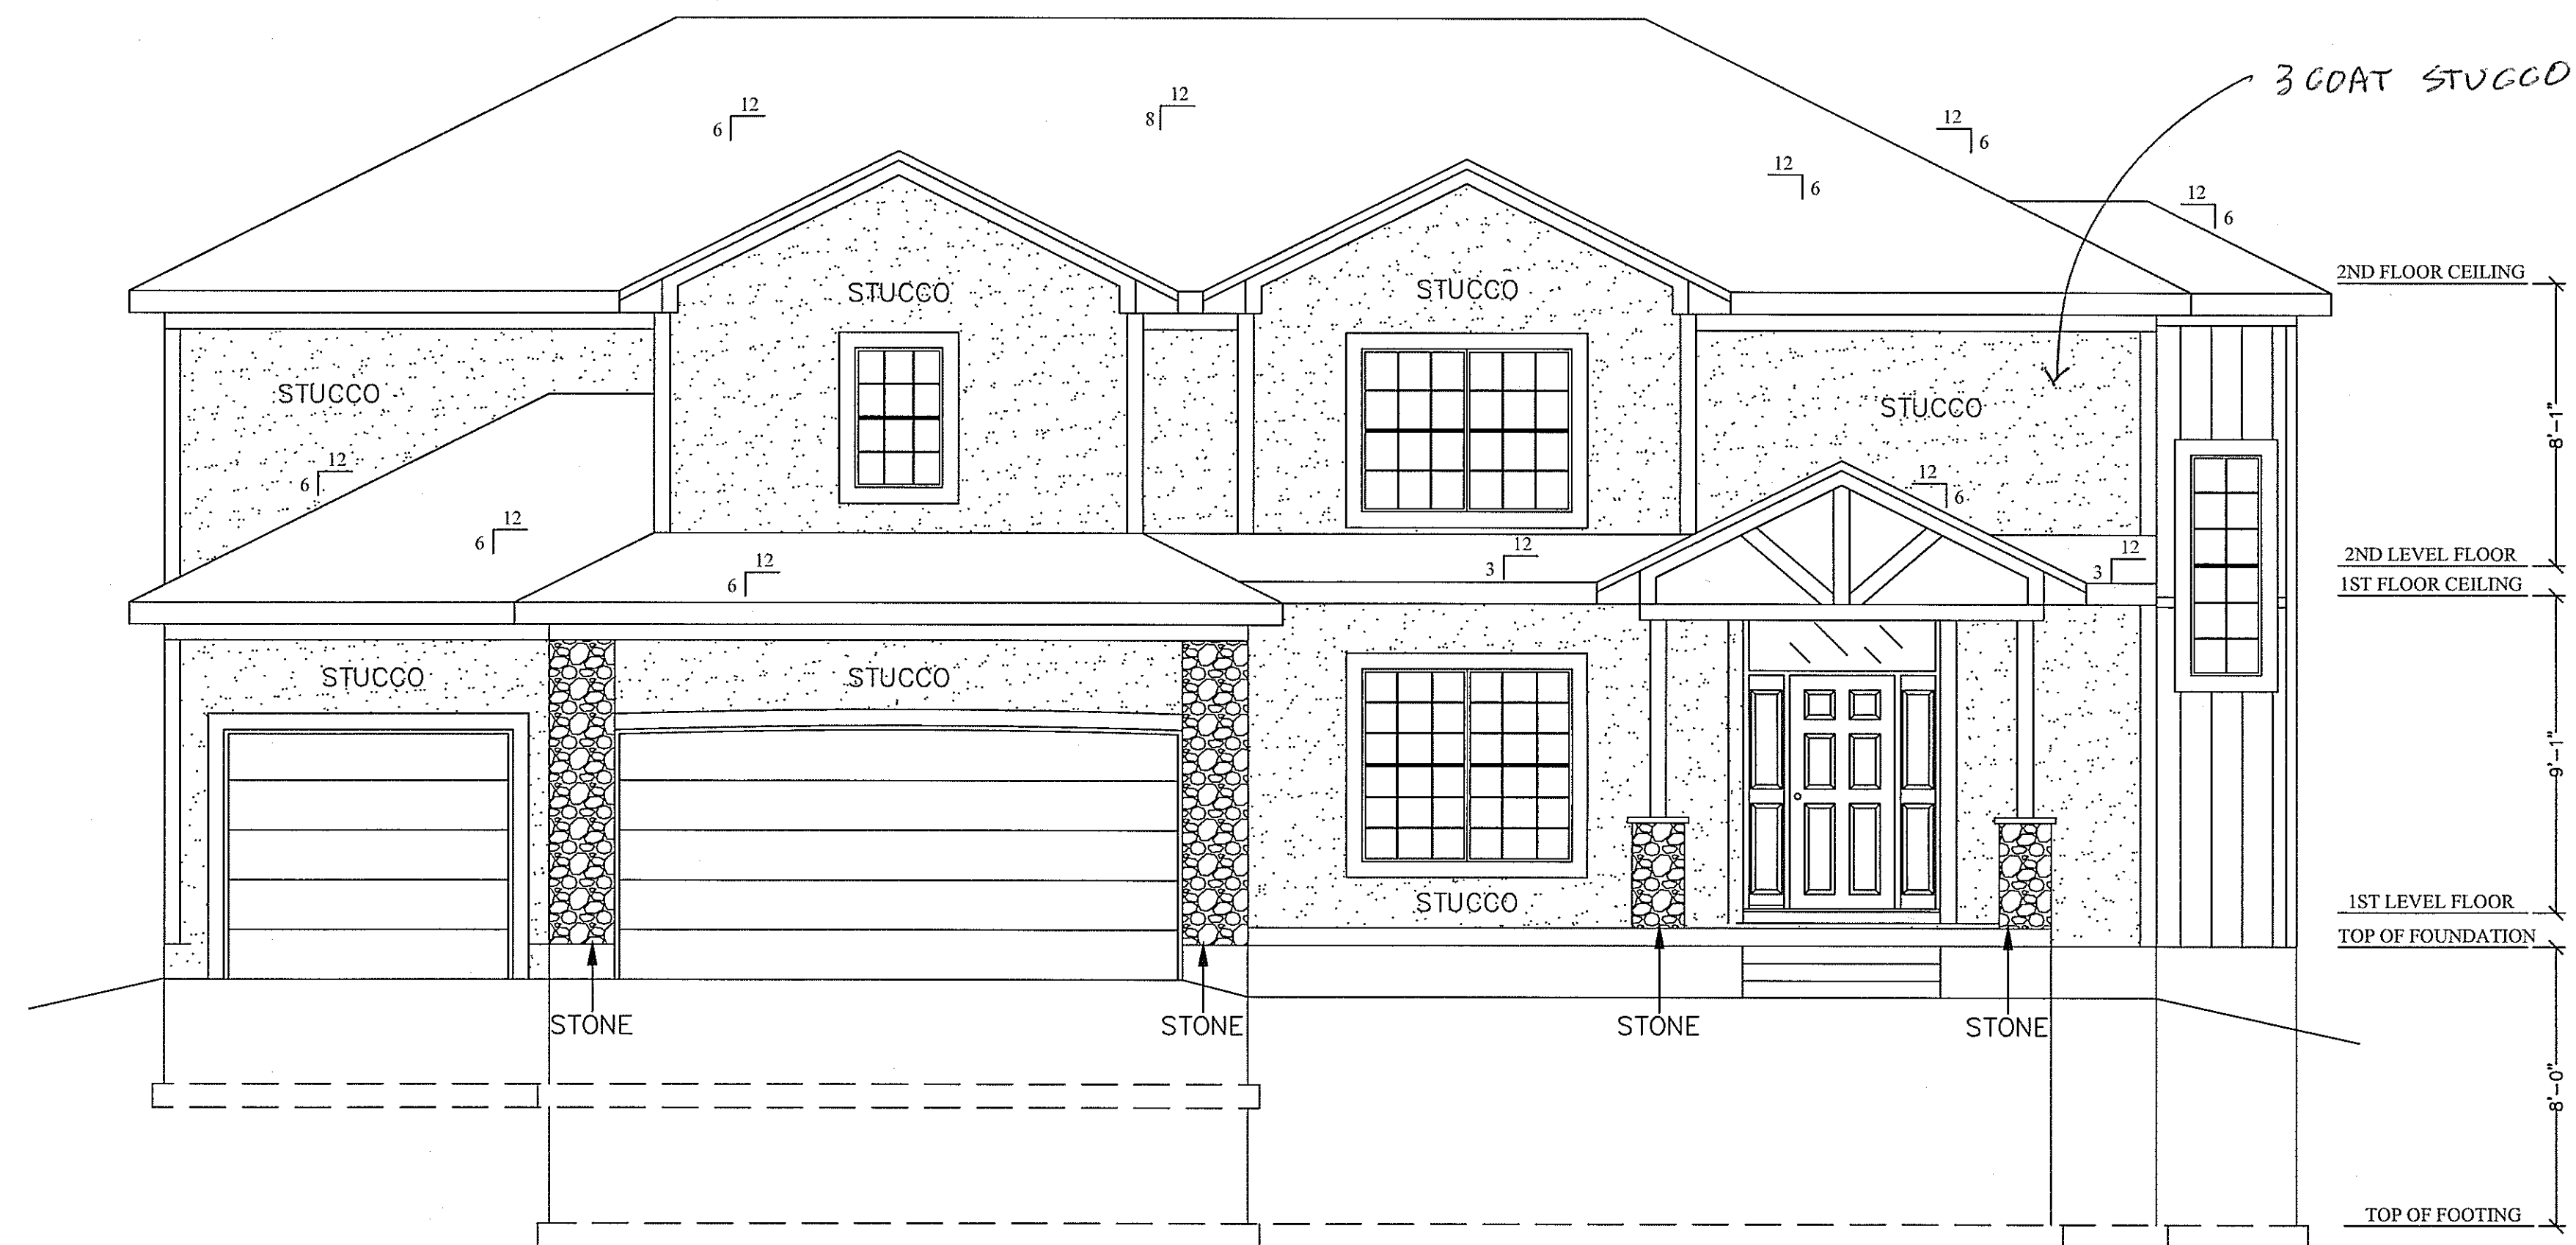 3 COAT STUCCO
12
6
12
8
12
6
12
6
12
6
2ND FLOOR CEILING
STUCCO
STUCCO
STUCCO
STUCCO
8'-1"
12
6
12
6
12
6
12
6
12
3
12
3
2ND LEVEL FLOOR
1ST FLOOR CEILING
STUCCO
STUCCO
9'-1"
STUCCO
1ST LEVEL FLOOR
TOP OF FOUNDATION
STONE
STONE
STONE
STONE
8'-0"
TOP OF FOOTING